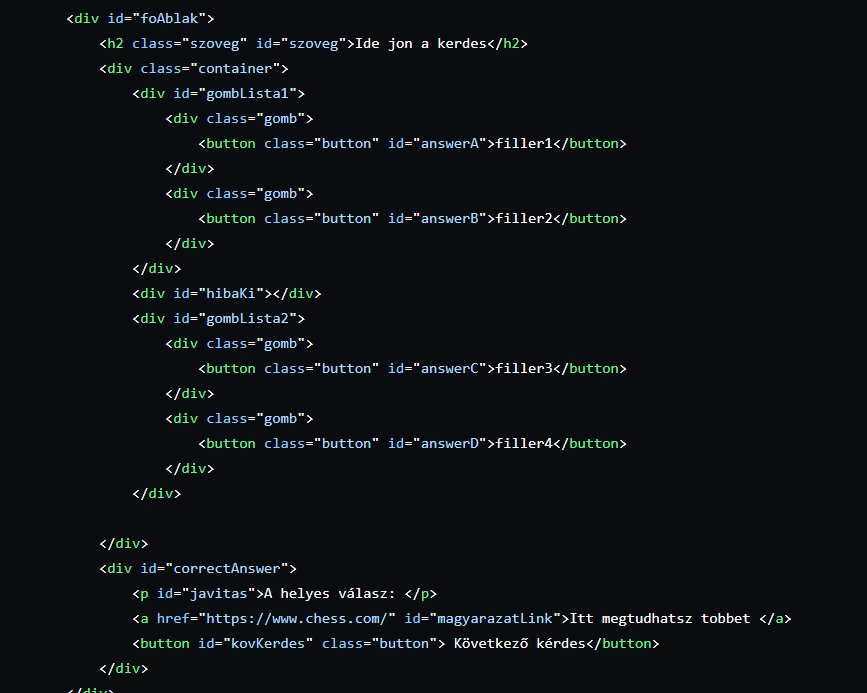 <div id="foAblak">
<h2 class="szoveg" id="szoveg">Ide jon a kerdes</h2>
<div class="container">
<div id="gombLista1">
<div class="gomb">
<button class="button" id="answerA">filler1</button>
</div>
<div class="gomb">
<button class="button" id="answerB">filler2</button>
</div>
</div>
<div id="hibaKi"></div>
<div id="gombLista2">
<div class="gomb">
<button class="button" id="answerC">filler3</button>
</div>
<div class="gomb">
<button class="button" id="answerD">filler4</button>
</div>
</div>
</div>
<div id="correctAnswer">
<p id="javitas">A helyes válasz: </p>
<a href="https://www.chess.com/" id="magyarazatLink">Itt megtudhatsz tobbet </a>
<button id="kovKerdes" class="button"> Következő kérdes</button>
</div>
</div>